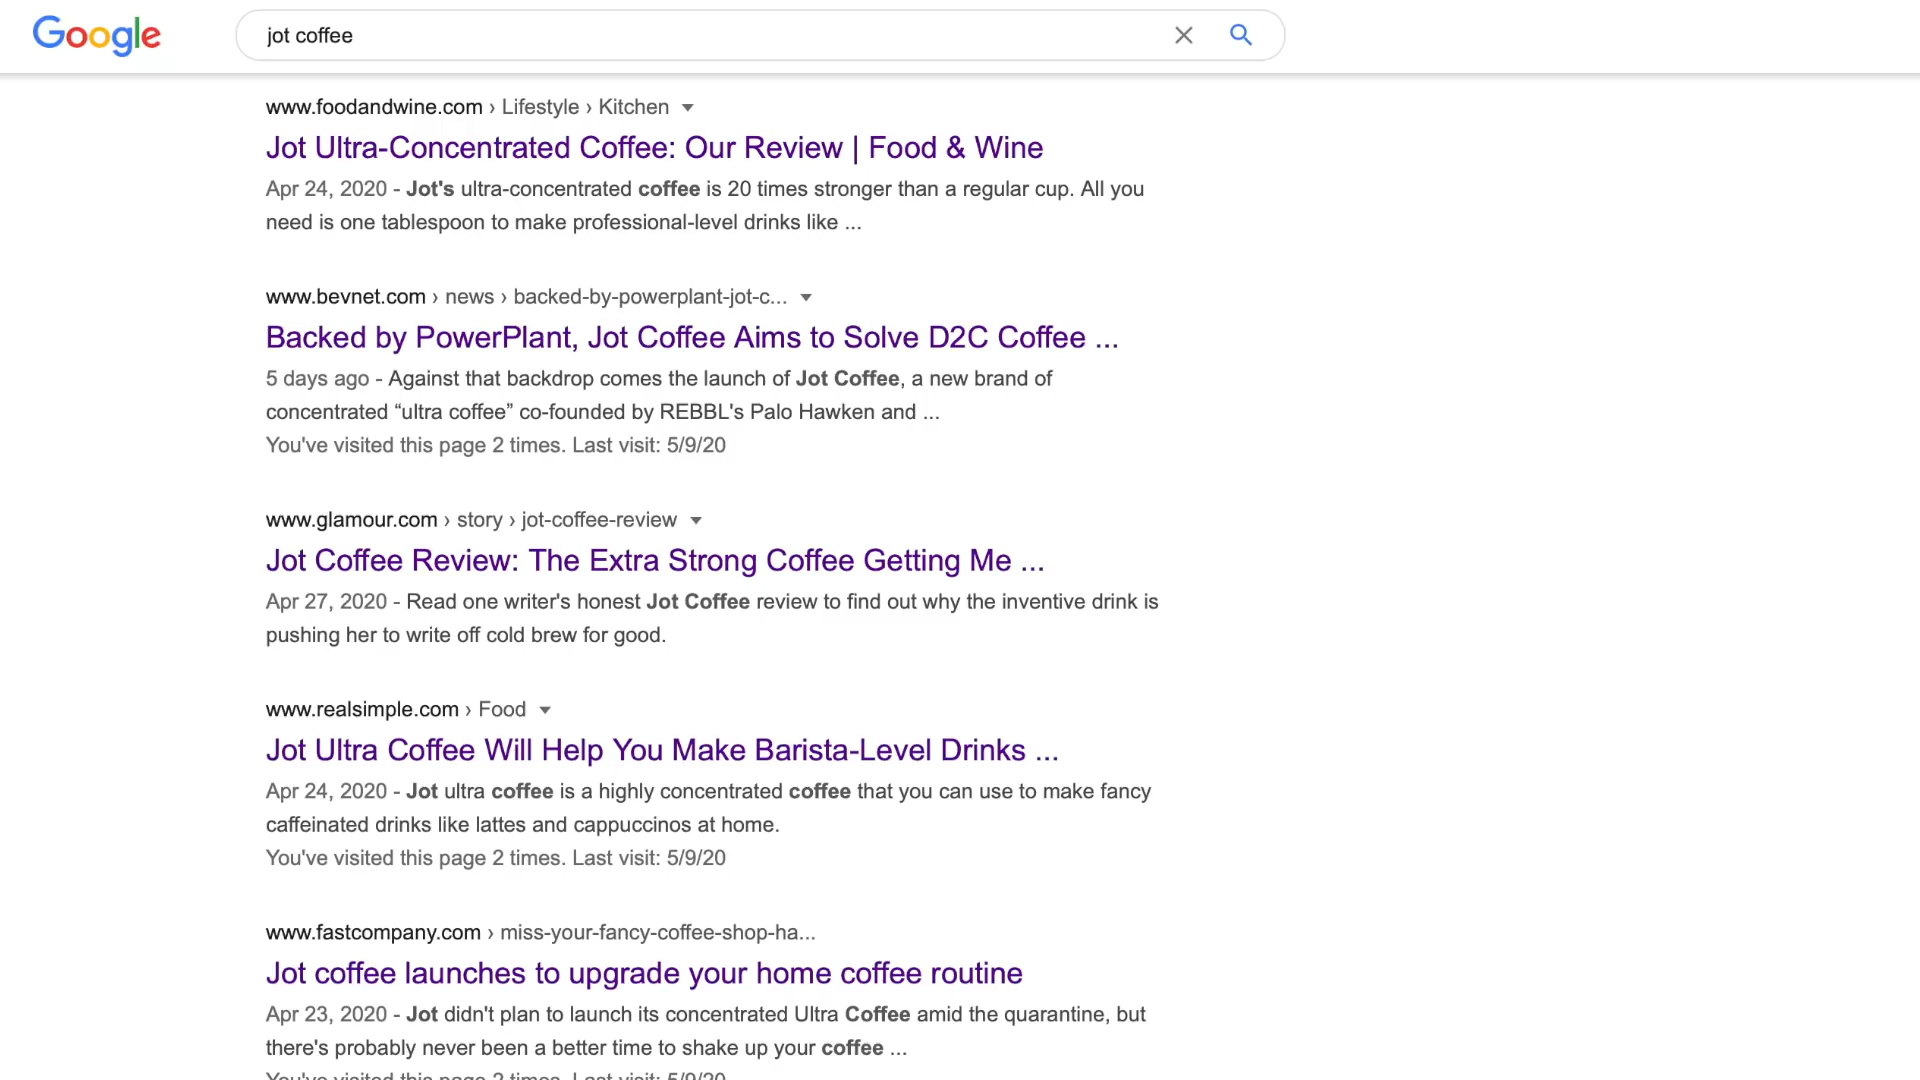 Google
jot coffee
www.foodandwine.com › Lifestyle › Kitchen
Jot Ultra-Concentrated Coffee: Our Review | Food & Wine
Apr 24, 2020 - Jot's ultra-concentrated coffee is 20 times stronger than a regular cup. All you
need is one tablespoon to make professional-level drinks like ...
www.bevnet.com › news › backed-by-powerplant-jot-c...
Backed by PowerPlant, Jot Coffee Aims to Solve D2C Coffee ...
5 days ago - Against that backdrop comes the launch of Jot Coffee, a new brand of
concentrated “ultra coffee” co-founded by REBBL's Palo Hawken and ...
You've visited this page 2 times. Last visit: 5/9/20
www.glamour.com › story › jot-coffee-review
Jot Coffee Review: The Extra Strong Coffee Getting Me ...
Apr 27, 2020 - Read one writer's honest Jot Coffee review to find out why the inventive drink is
pushing her to write off cold brew for good.
www.realsimple.com › Food
Jot Ultra Coffee Will Help You Make Barista-Level Drinks ...
Apr 24, 2020 - Jot ultra coffee is a highly concentrated coffee that you can use to make fancy
caffeinated drinks like lattes and cappuccinos at home.
You've visited this page 2 times. Last visit: 5/9/20
www.fastcompany.com › miss-your-fancy-coffee-shop-ha...
Jot coffee launches to upgrade your home coffee routine
Apr 23, 2020 - Jot didn't plan to launch its concentrated Ultra Coffee amid the quarantine, but
there's probably never been a better time to shake up your coffee ...
You've visited this page 2 times. Last visit: 5/9/20